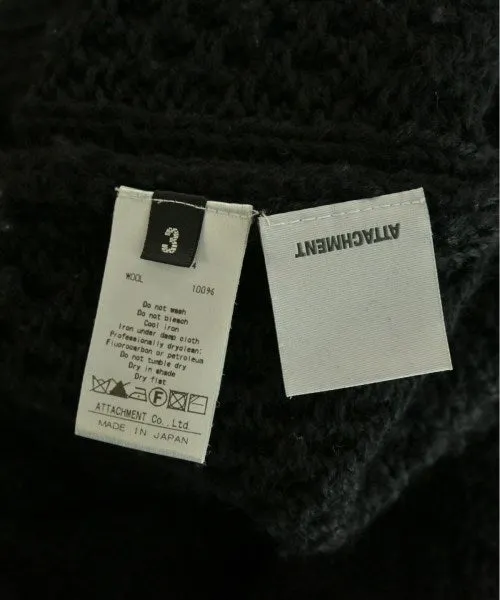 3
4
WOOL 100%
Do not wash
Do not bleach
Cool iron
Iron under damp cloth
Professionally dryclean:
Fluorocarbon or petroleum
Do not tumble dry
Dry in shade
Dry flat
F
ATTACHMENT Co., Ltd
MADE IN JAPAN
ATTACHMENT